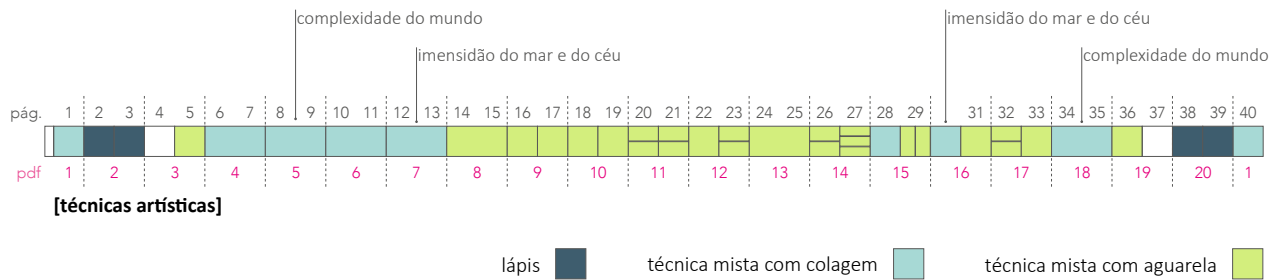 complexidade do mundo
imensidão do mar e do céu
imensidão do mar e do céu
complexidade do mundo
pág. 1 2 3 4 5 6 7 8 9 10 11 12 13 14 15 16 17 18 19 20 21 22 23 24 25 26 27 28 29 31 32 33 34 35 36 37 38 39 40
pdf 1 2 3 4 5 6 7 8 9 10 11 12 13 14 15 16 17 18 19 20 1
[técnicas artísticas]
lápis técnica mista com colagem técnica mista com aguarela